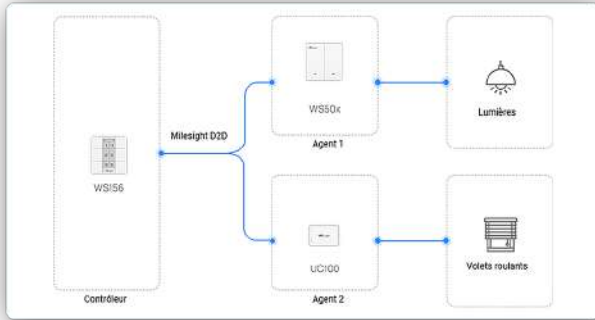 WS156
Contrôleur
Milesight D2D
WS50x
Agent 1
UC100
Agent 2
Lumières
Volets roulants